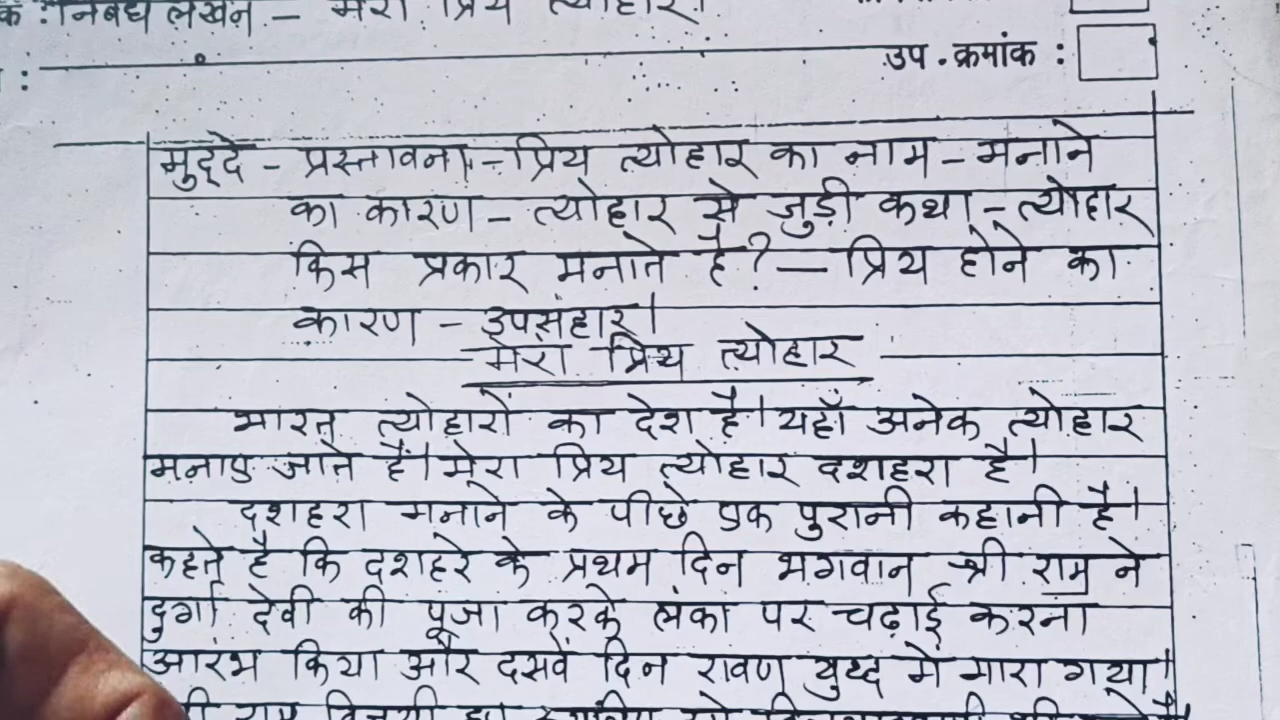 क : निबंध लेखन - मेरा प्रिय त्योहार।
उप. क्रमांक :
मुद्दे - प्रस्तावना - प्रिय त्योहार का नाम - मनाने
का कारण - त्योहार से जुड़ी कथा - त्योहार
किस प्रकार मनाते है? - प्रिय होने का
कारण - उपसंहार।
मेरा प्रिय त्योहार
भारत त्योहारों का देश है। यहाँ अनेक त्योहार
मनाए जाते हैं। मेरा प्रिय त्योहार दशहरा है।
दशहरा मनाने के पीछे एक पुरानी कहानी है।
कहते है कि दशहरे के प्रथम दिन भगवान श्री राम ने
दुर्गा देवी की पूजा करके लंका पर चढ़ाई करना
आरंभ किया और दसवें दिन रावण युध्द में मारा गया।